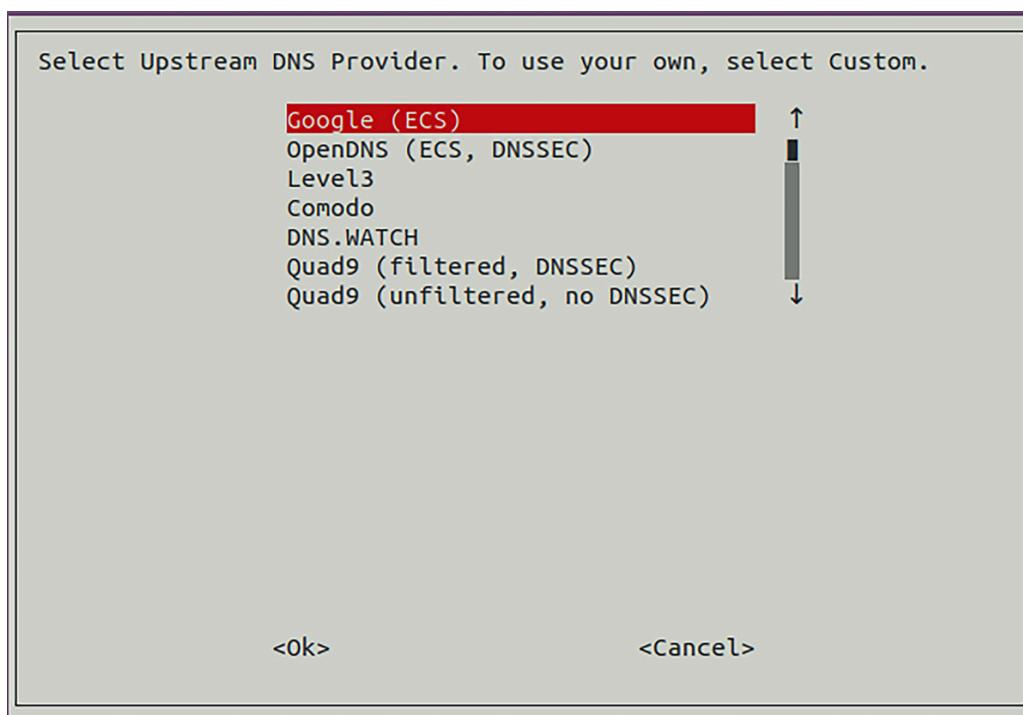 Select Upstream DNS Provider. To use your own, select Custom.
Google (ECS)
OpenDNS (ECS, DNSSEC)
Level3
Comodo
DNS.WATCH
Quad9 (filtered, DNSSEC)
Quad9 (unfiltered, no DNSSEC)
<Ok> <Cancel>